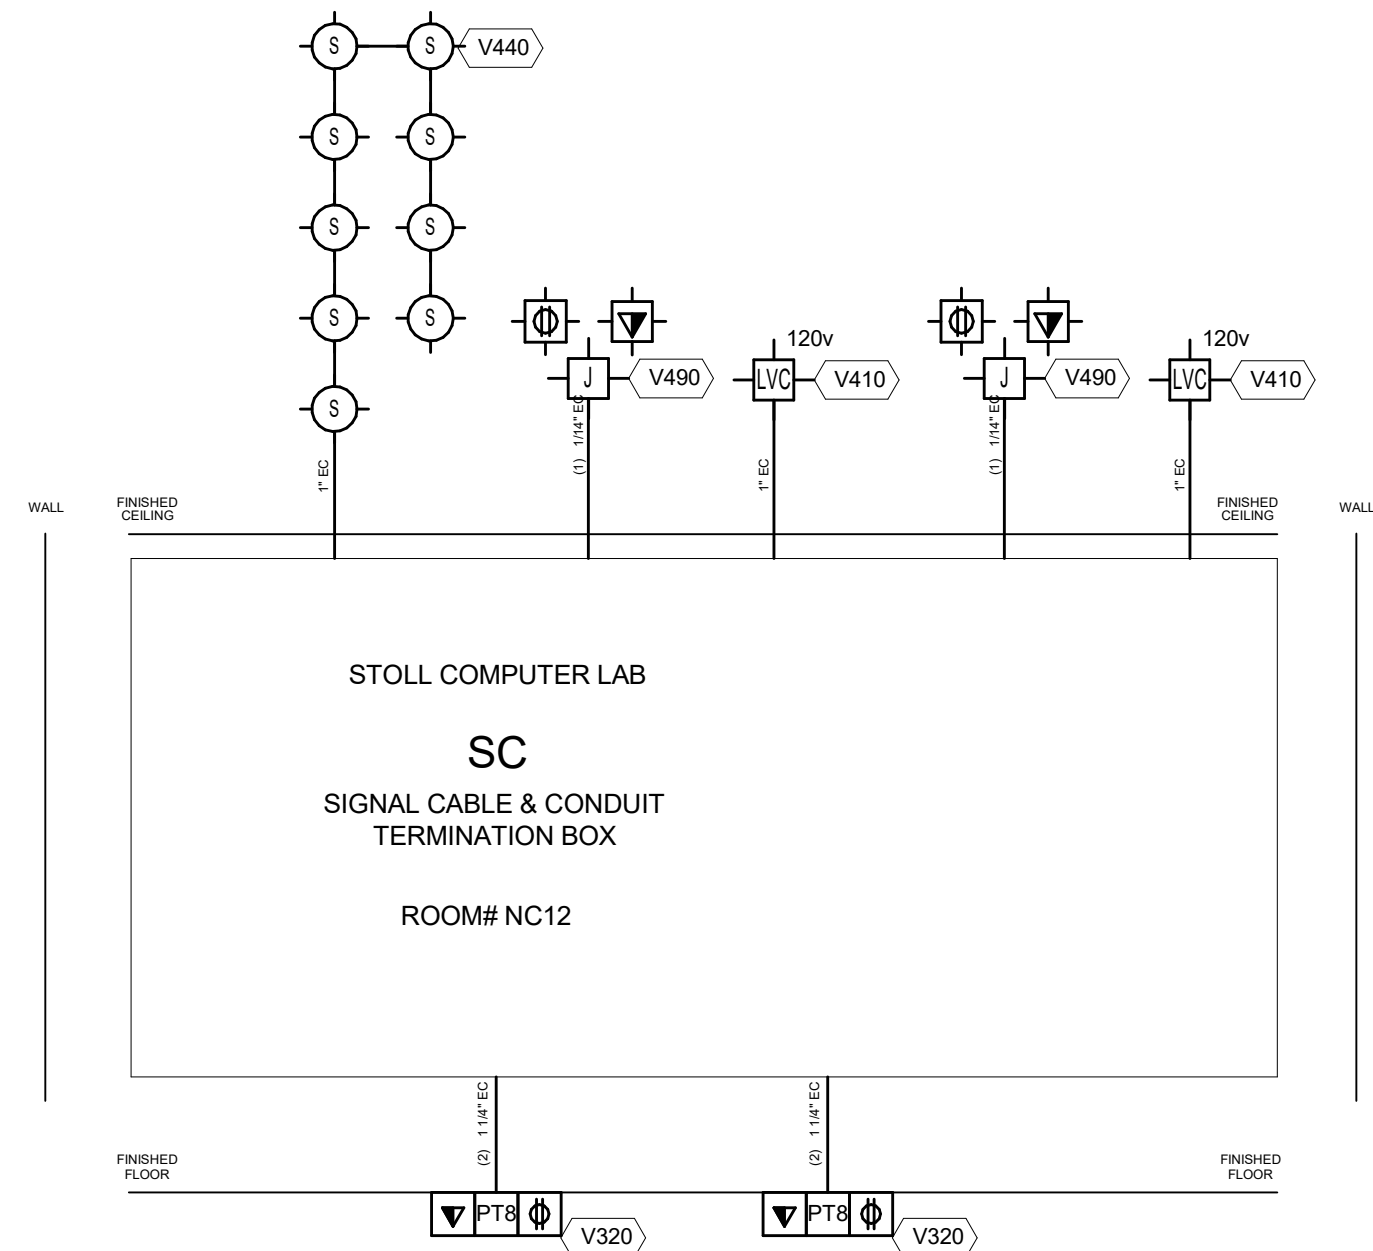 S S V440
S S
S S
S S
S
120v
J V490
LVC V410
120v
J V490
LVC V410
1" EC
(1) 1/14" EC
1" EC
(1) 1/14" EC
1" EC
WALL
FINISHED
CEILING
FINISHED
CEILING
WALL
STOLL COMPUTER LAB
SC
SIGNAL CABLE & CONDUIT
TERMINATION BOX
ROOM# NC12
(2) 1 1/4" EC
(2) 1 1/4" EC
FINISHED
FLOOR
FINISHED
FLOOR
PT8
V320
PT8
V320